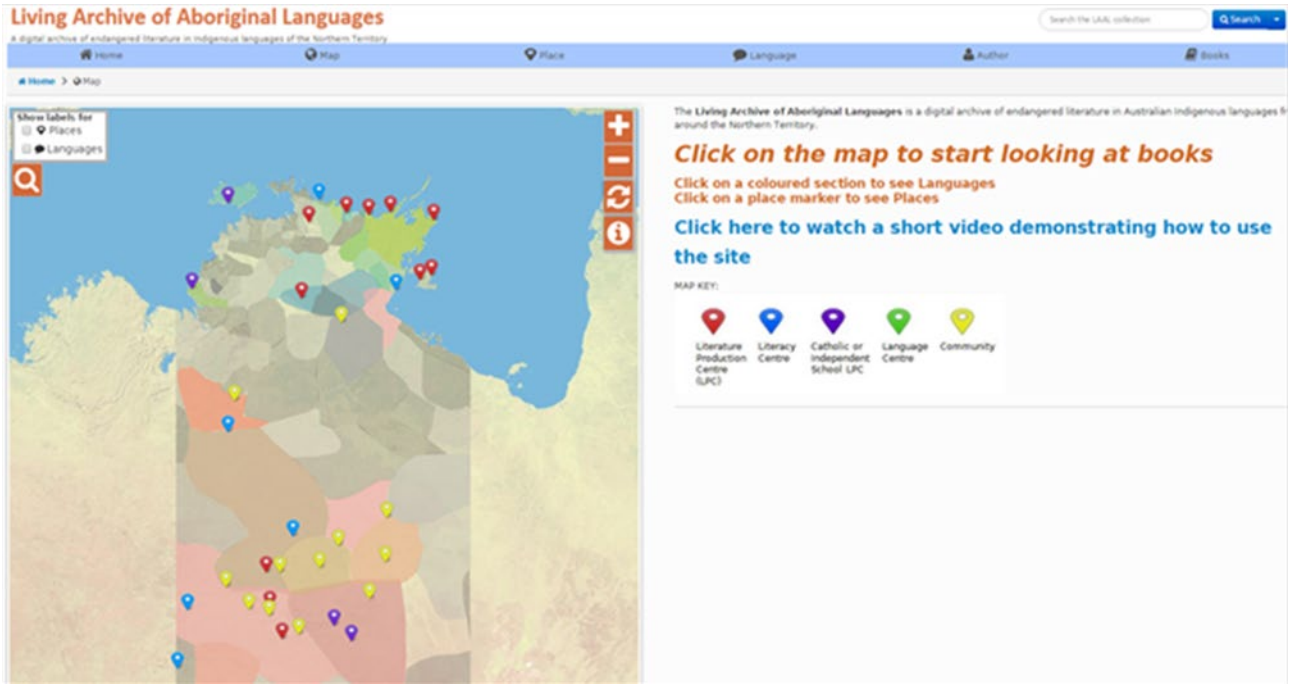 Living Archive of Aboriginal Languages
A digital archive of endangered literature in Indigenous languages of the Northern Territory
Search the LAAL collection
Search
Home
Map
Place
Language
Author
Books
Home > Map
Show labels for
Places
Languages
The Living Archive of Aboriginal Languages is a digital archive of endangered literature in Australian Indigenous languages fr
around the Northern Territory.
Click on the map to start looking at books
Click on a coloured section to see Languages
Click on a place marker to see Places
Click here to watch a short video demonstrating how to use
the site
MAP KEY:
Literature
Production
Centre
(LPC)
Literacy
Centre
Catholic or
Independent
School LPC
Language
Centre
Community